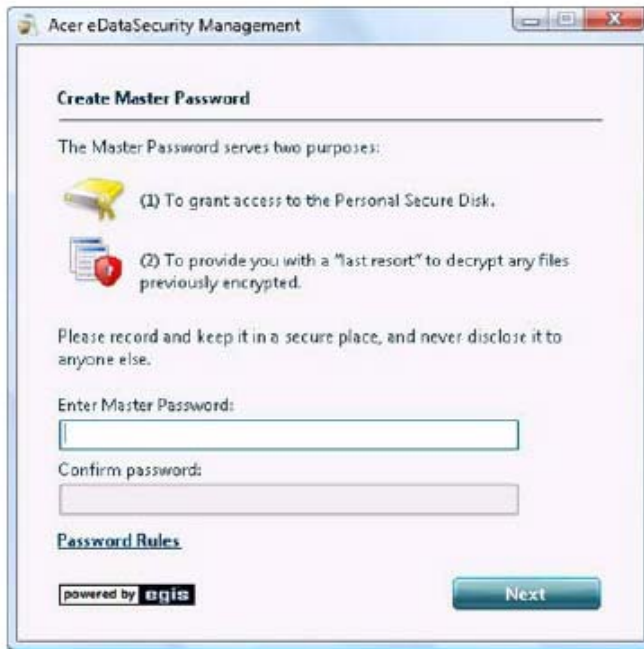 Acer eDataSecurity Management
Create Master Password
The Master Password serves two purposes:
(1) To grant access to the Personal Secure Disk.
(2) To provide you with a "last resort" to decrypt any files
previously encrypted.
Please record and keep it in a secure place, and never disclose it to
anyone else.
Enter Master Password:
Confirm password:
Password Rules
powered by egis
Next